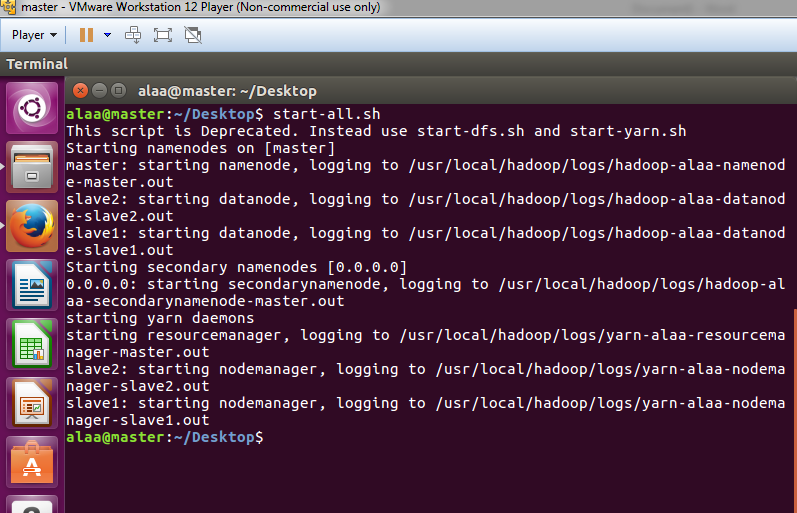 master - VMware Workstation 12 Player (Non-commercial use only)
Player
Terminal
alaa@master: ~/Desktop
alaa@master:~/Desktop$ start-all.sh
This script is Deprecated. Instead use start-dfs.sh and start-yarn.sh
Starting namenodes on [master]
master: starting namenode, logging to /usr/local/hadoop/logs/hadoop-alaa-namenod
e-master.out
slave2: starting datanode, logging to /usr/local/hadoop/logs/hadoop-alaa-datanod
e-slave2.out
slave1: starting datanode, logging to /usr/local/hadoop/logs/hadoop-alaa-datanod
e-slave1.out
Starting secondary namenodes [0.0.0.0]
0.0.0.0: starting secondarynamenode, logging to /usr/local/hadoop/logs/hadoop-al
aa-secondarynamenode-master.out
starting yarn daemons
starting resourcemanager, logging to /usr/local/hadoop/logs/yarn-alaa-resourcema
nager-master.out
slave2: starting nodemanager, logging to /usr/local/hadoop/logs/yarn-alaa-nodema
nager-slave2.out
slave1: starting nodemanager, logging to /usr/local/hadoop/logs/yarn-alaa-nodema
nager-slave1.out
alaa@master:~/Desktop$